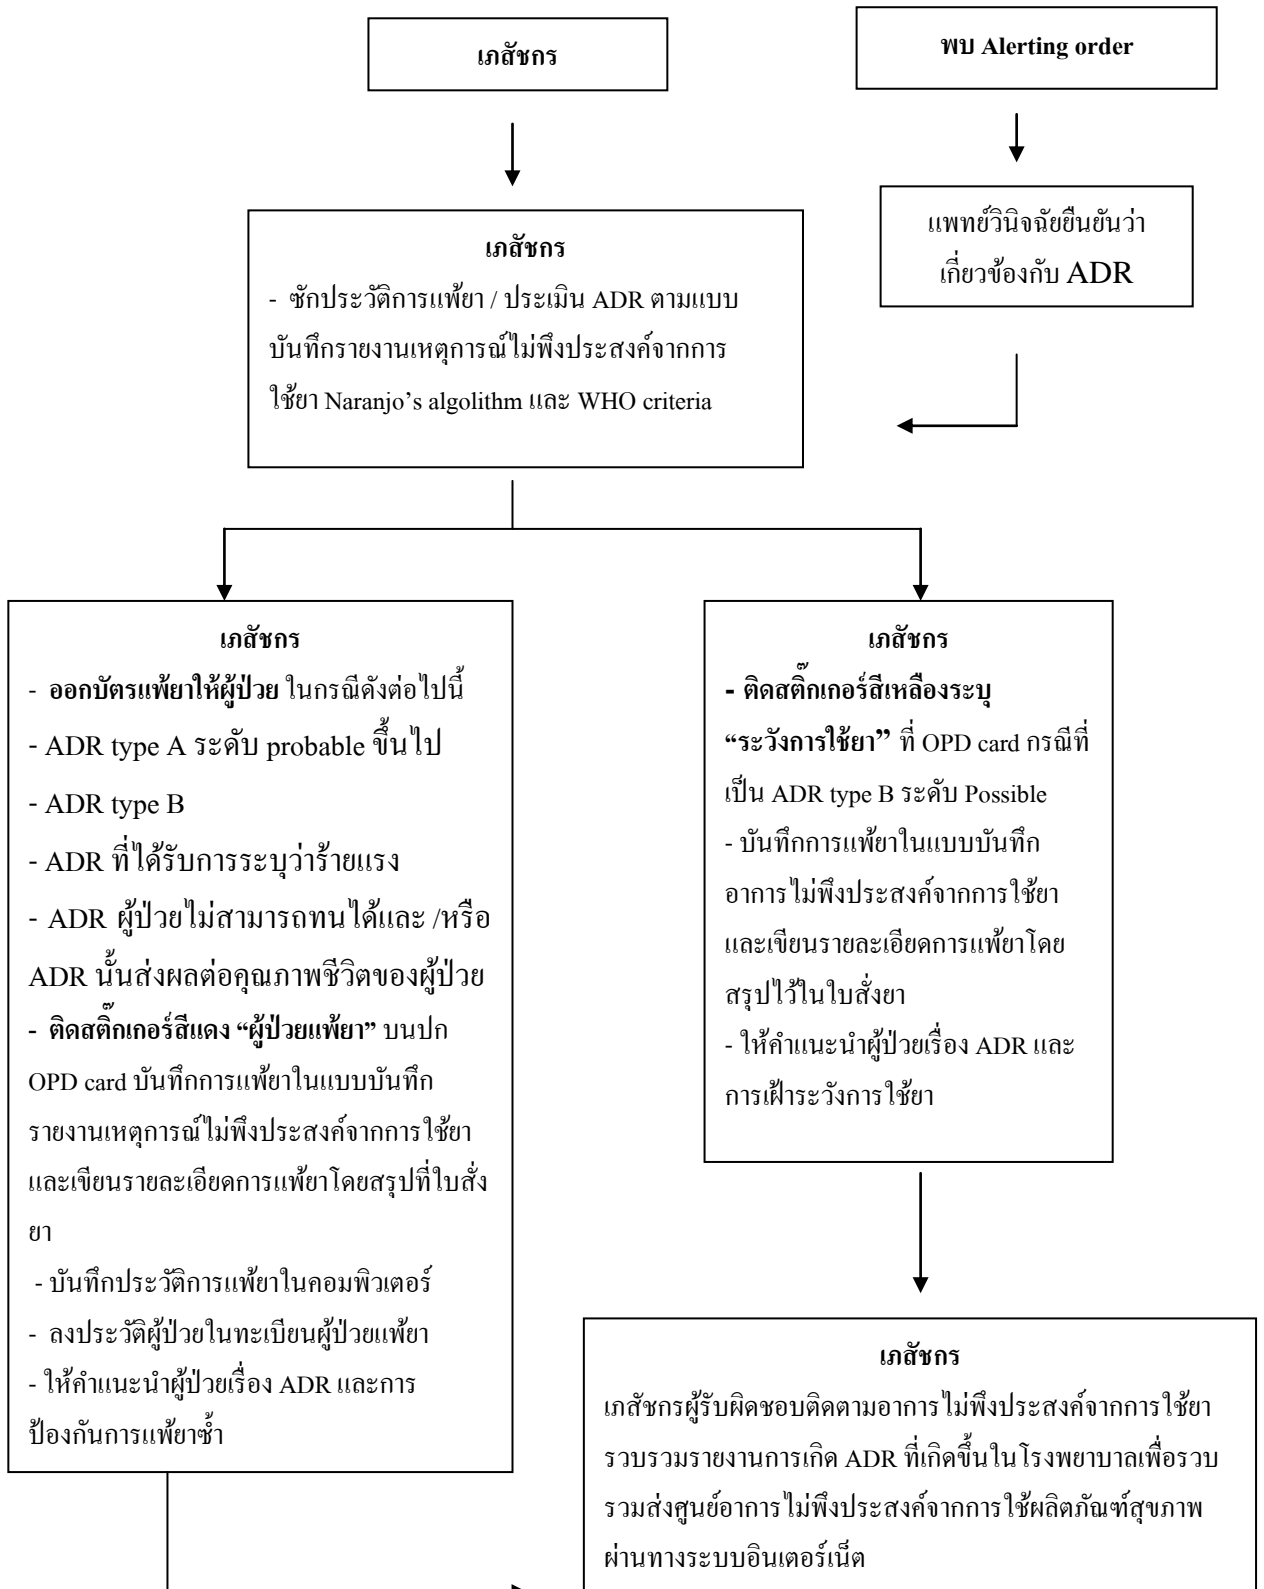 เภสัชกร
พบ Alerting order
แพทย์วินิจฉัยยืนยันว่า
เกี่ยวข้องกับ ADR
เภสัชกร
- ซักประวัติการแพ้ยา / ประเมิน ADR ตามแบบ
บันทึกรายงานเหตุการณ์ไม่พึงประสงค์จากการ
ใช้ยา Naranjo’s algolithm และ WHO criteria
เภสัชกร
- ออกบัตรแพ้ยาให้ผู้ป่วย ในกรณีดังต่อไปนี้
- ADR type A ระดับ probable ขึ้นไป
- ADR type B
- ADR ที่ได้รับการระบุว่าร้ายแรง
- ADR ผู้ป่วยไม่สามารถทนได้และ /หรือ
ADR นั้นส่งผลต่อคุณภาพชีวิตของผู้ป่วย
- ติดสติ๊กเกอร์สีแดง “ผู้ป่วยแพ้ยา” บนปก
OPD card บันทึกการแพ้ยาในแบบบันทึก
รายงานเหตุการณ์ไม่พึงประสงค์จากการใช้ยา
และเขียนรายละเอียดการแพ้ยาโดยสรุปที่ใบสั่ง
ยา
- บันทึกประวัติการแพ้ยาในคอมพิวเตอร์
- ลงประวัติผู้ป่วยในทะเบียนผู้ป่วยแพ้ยา
- ให้คำแนะนำผู้ป่วยเรื่อง ADR และการ
ป้องกันการแพ้ยาซ้ำ
เภสัชกร
- ติดสติ๊กเกอร์สีเหลืองระบุ
“ระวังการใช้ยา” ที่ OPD card กรณีที่
เป็น ADR type B ระดับ Possible
- บันทึกการแพ้ยาในแบบบันทึก
อาการไม่พึงประสงค์จากการใช้ยา
และเขียนรายละเอียดการแพ้ยาโดย
สรุปไว้ในใบสั่งยา
- ให้คำแนะนำผู้ป่วยเรื่อง ADR และ
การเฝ้าระวังการใช้ยา
เภสัชกร
เภสัชกรผู้รับผิดชอบติดตามอาการไม่พึงประสงค์จากการใช้ยา
รวบรวมรายงานการเกิด ADR ที่เกิดขึ้นในโรงพยาบาลเพื่อรวบ
รวมส่งศูนย์อาการไม่พึงประสงค์จากการใช้ผลิตภัณฑ์สุขภาพ
ผ่านทางระบบอินเตอร์เน็ต